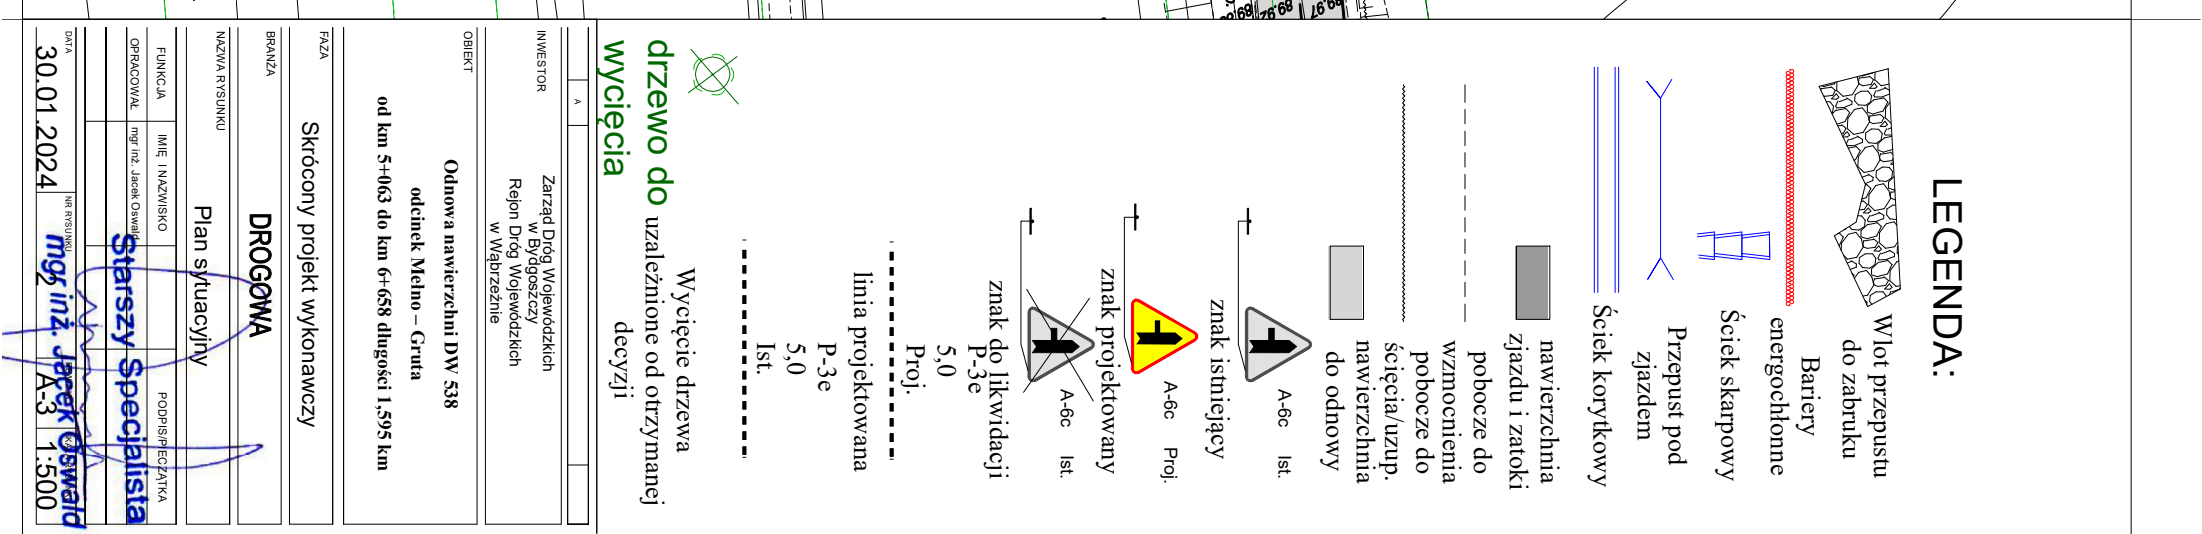 LEGENDA:
Wlot przepustu
do zabruku
Bariery
energochłonne
Ściek skarpowy
Przepust pod
zjazdem
Ściek korytkowy
nawierzchnia
zjazdu i zatoki
pobocze do
wzmocnienia
pobocze do
ścięcia/uzup.
nawierzchnia
do odnowy
A-6c Ist.
znak istniejący
A-6c Proj.
znak projektowany
A-6c Ist.
znak do likwidacji
P-3e
5,0
Proj.
linia projektowana
P-3e
5,0
Ist.
Wycięcie drzewa
uzależnione od otrzymanej
decyzji
drzewo do
wycięcia
A
INWESTOR
Zarząd Dróg Wojewódzkich
w Bydgoszczy
Rejon Dróg Wojewódzkich
w Wąbrzeźnie
OBIEKT
Odnowa nawierzchni DW 538
odcinek Mełno – Gruta
od km 5+063 do km 6+658 długości 1,595 km
FAZA
Skrócony projekt wykonawczy
BRANŻA
DROGOWA
NAZWA RYSUNKU
Plan sytuacyjny
FUNKCJA IMIĘ I NAZWISKO PODPIS/PIECZĄTKA
OPRACOWAŁ mgr inż. Jacek Oswald
Starszy Specjalista
mgr inż. Jacek Oswald
DATA NR RYSUNKU
30.01.2024 2 A-3 1:500
89.97
89.92